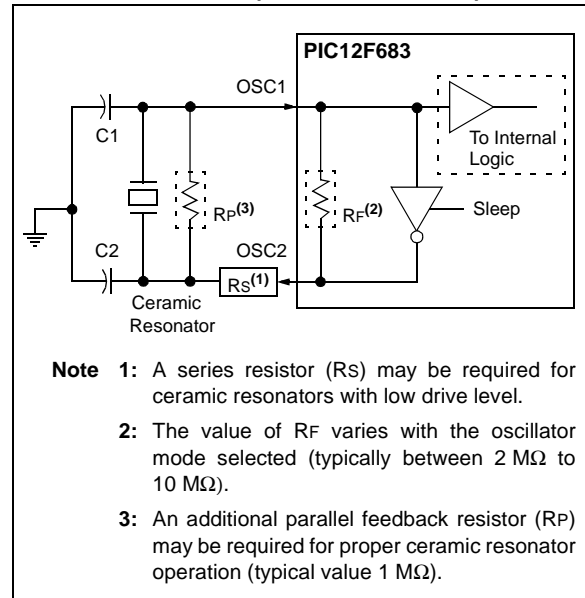 PIC12F683
OSC1
C1
To Internal
Logic
RP(3)
RF(2)
Sleep
C2
OSC2
RS(1)
Ceramic
Resonator
Note 1: A series resistor (RS) may be required for
ceramic resonators with low drive level.
2: The value of RF varies with the oscillator
mode selected (typically between 2 MΩ to
10 MΩ).
3: An additional parallel feedback resistor (RP)
may be required for proper ceramic resonator
operation (typical value 1 MΩ).